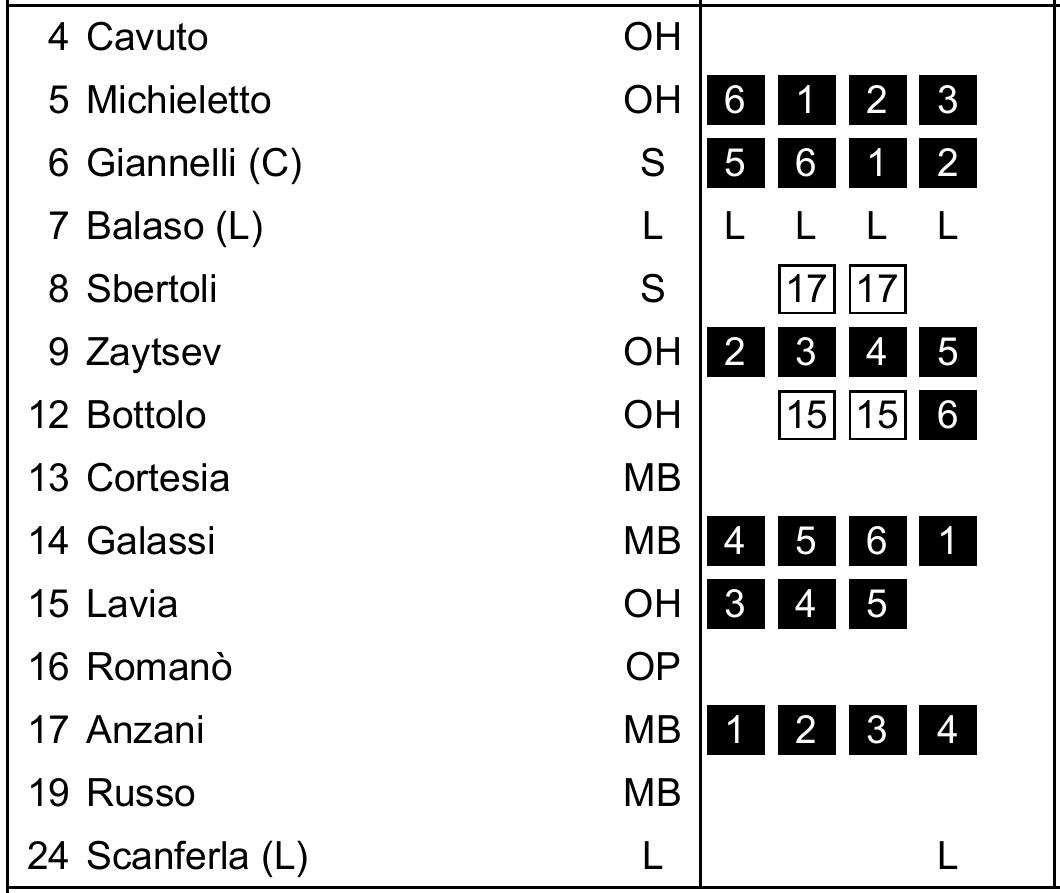 4 Cavuto OH
5 Michieletto OH 6 1 2 3
6 Giannelli (C) S 5 6 1 2
7 Balaso (L) L L L L L
8 Sbertoli S 17 17
9 Zaytsev OH 2 3 4 5
12 Bottolo OH 15 15 6
13 Cortesia MB
14 Galassi MB 4 5 6 1
15 Lavia OH 3 4 5
16 Romanò OP
17 Anzani MB 1 2 3 4
19 Russo MB
24 Scanferla (L) L L